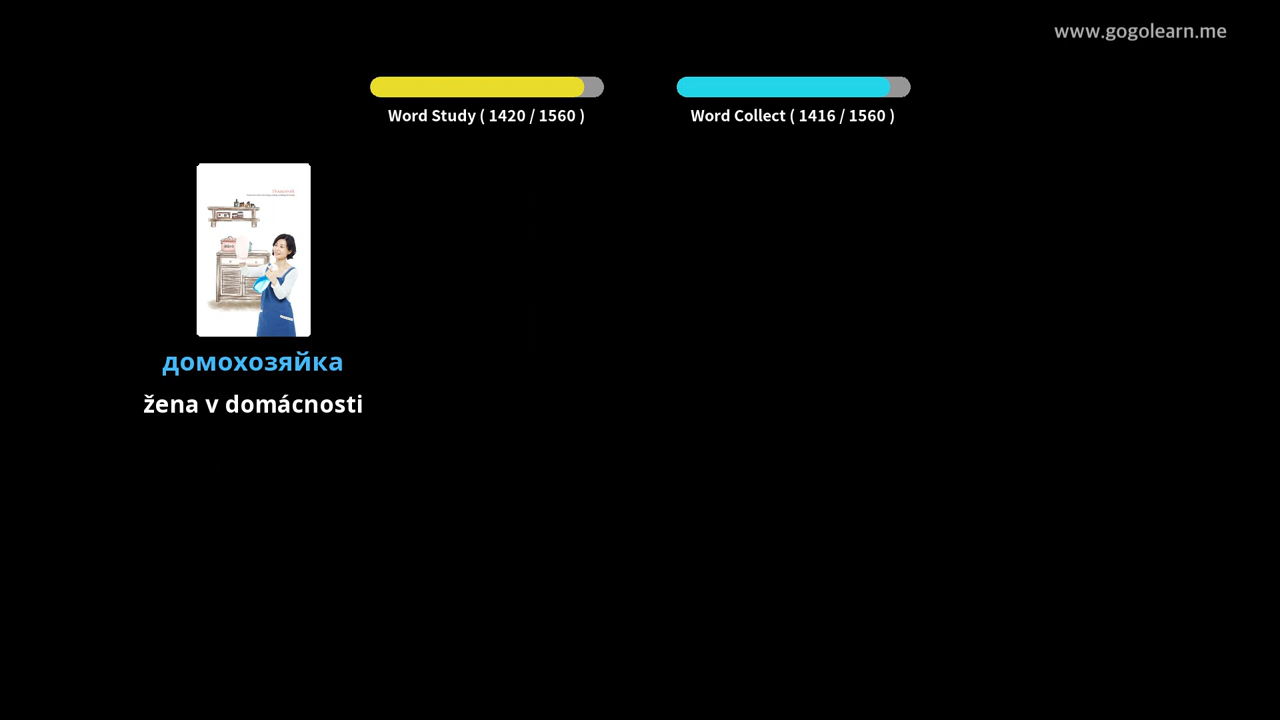 www.gogolearn.me
Word Study ( 1420 / 1560 )
Word Collect ( 1416 / 1560 )
домохозяйка
žena v domácnosti